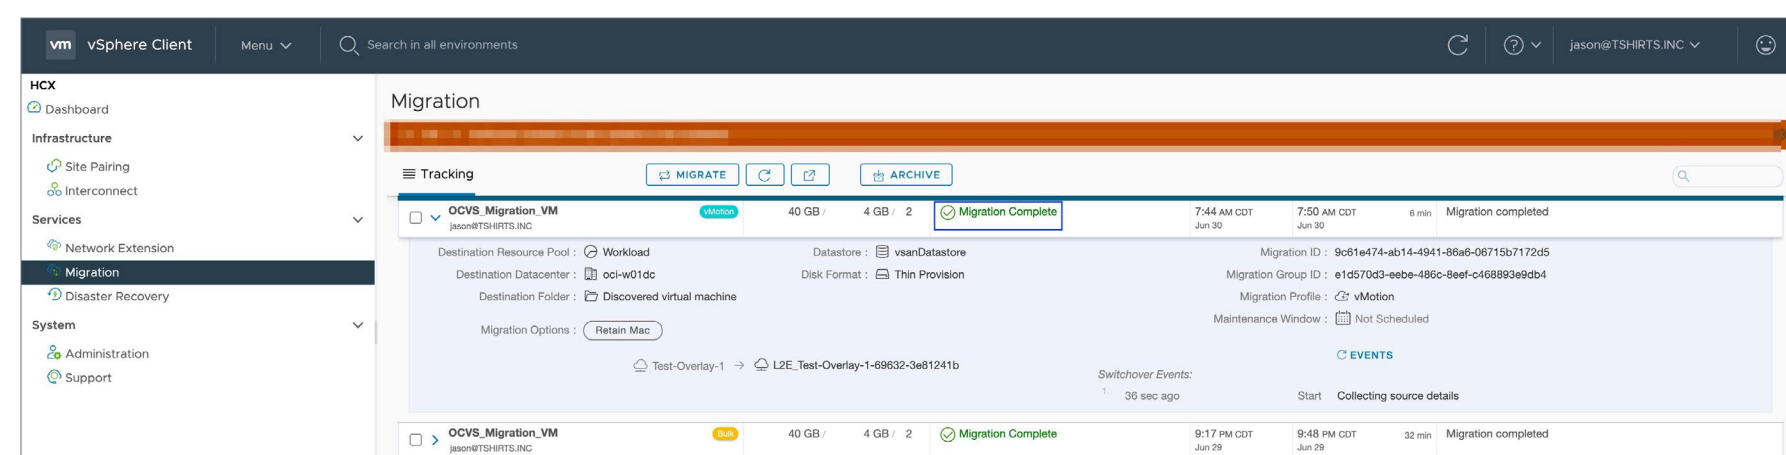 vm vSphere Client Menu Search in all environments jason@TSHIRTS.INC
HCX
Dashboard
Infrastructure
Site Pairing
Interconnect
Services
Network Extension
Migration
Disaster Recovery
System
Administration
Support
Migration
Tracking MIGRATE ARCHIVE
OCVS_Migration_VM vMotion 40 GB / 4 GB / 2 Migration Complete 7:44 AM CDT 7:50 AM CDT 6 min Migration completed
jason@TSHIRTS.INC Jun 30 Jun 30
Destination Resource Pool : Workload Datastore : vsanDatastore Migration ID : 9c61e474-ab14-4941-86a6-06715b7172d5
Destination Datacenter : oci-w01dc Disk Format : Thin Provision Migration Group ID : e1d570d3-eebe-486c-8eef-c468893e9db4
Destination Folder : Discovered virtual machine Migration Profile : vMotion
Maintenance Window : Not Scheduled
Migration Options : Retain Mac
EVENTS
Test-Overlay-1 → L2E_Test-Overlay-1-69632-3e81241b
Switchover Events:
1. 36 sec ago Start Collecting source details
OCVS_Migration_VM Bulk 40 GB / 4 GB / 2 Migration Complete 9:17 PM CDT 9:48 PM CDT 32 min Migration completed
jason@TSHIRTS.INC Jun 29 Jun 29